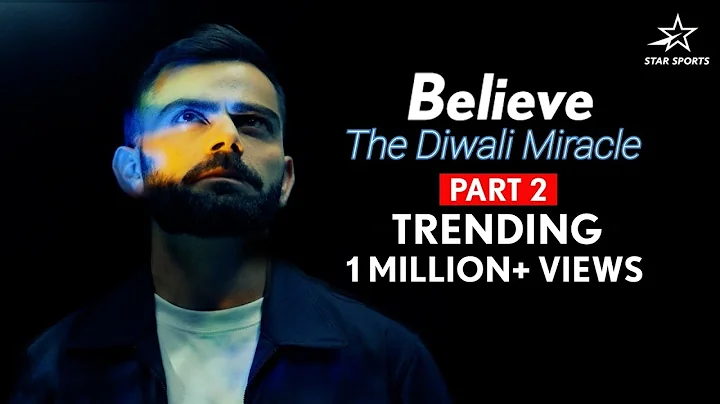 STAR SPORTS
Believe
The Diwali Miracle
PART 2
TRENDING
1 MILLION+ VIEWS